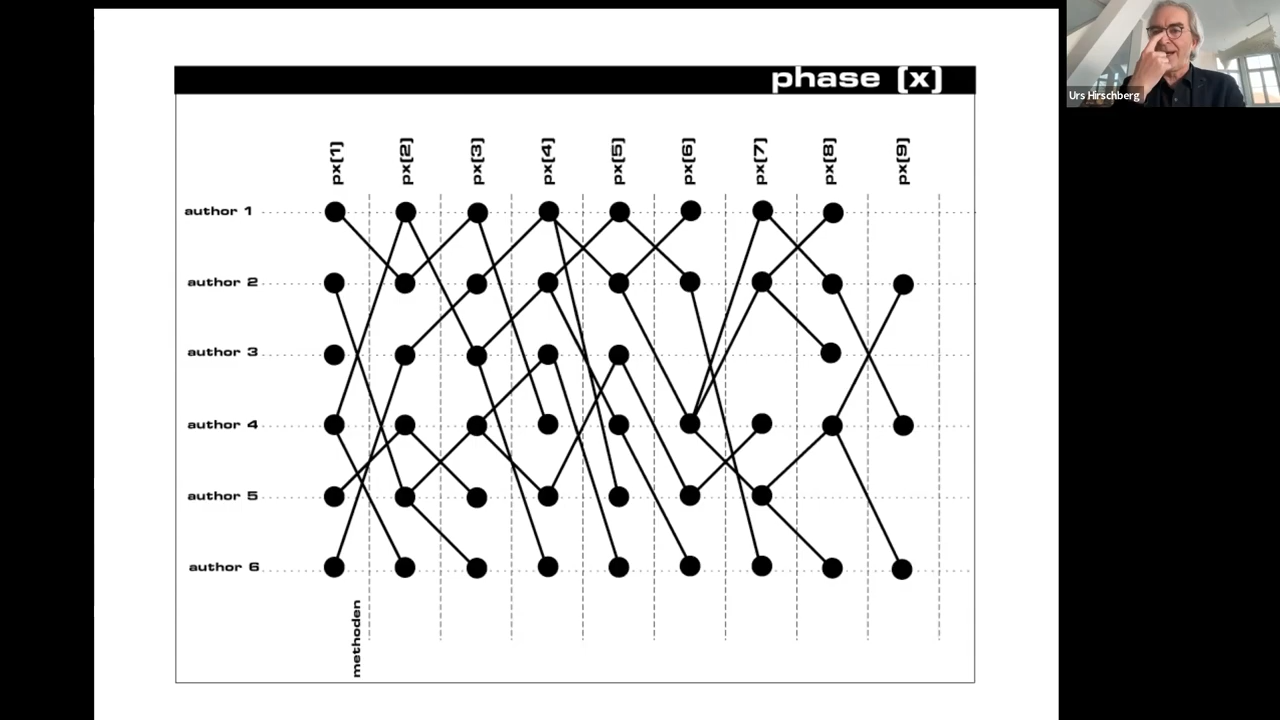 phase (x)
px(1)
px(2)
px(3)
px(4)
px(5)
px(6)
px(7)
px(8)
px(9)
author 1
author 2
author 3
author 4
author 5
author 6
methoden
Urs Hirschberg